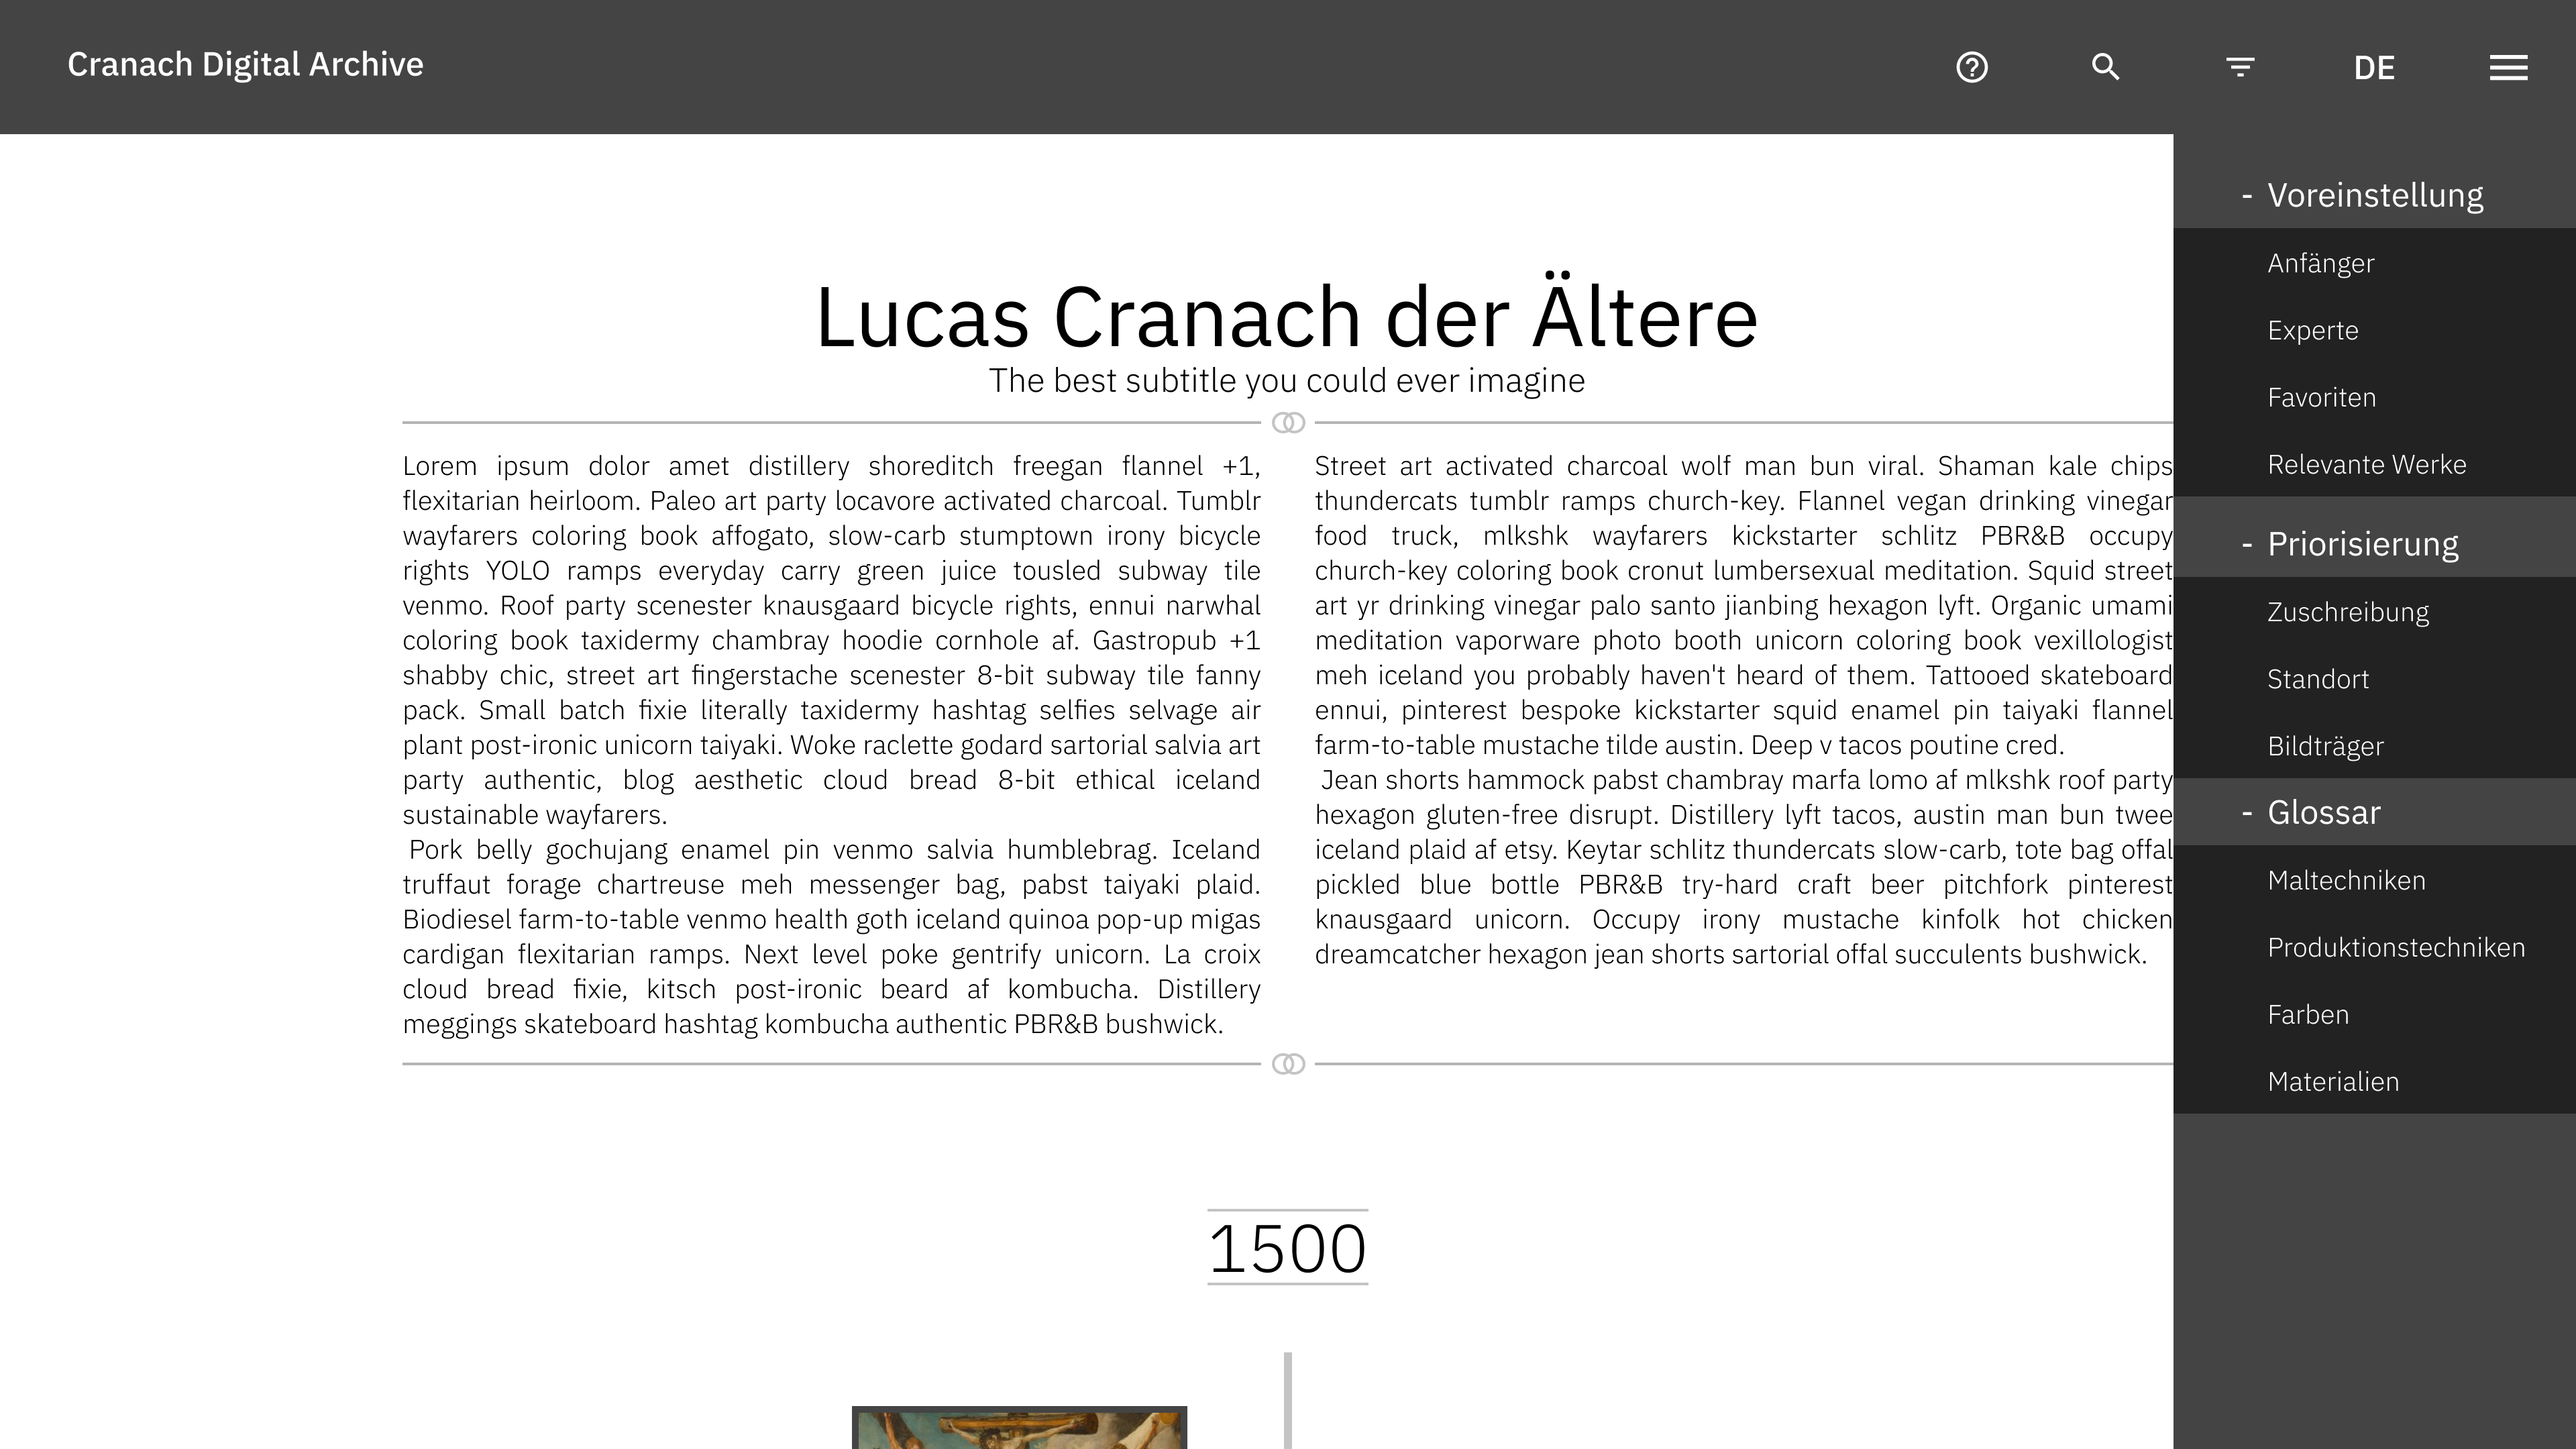 Cranach Digital Archive
DE
Lucas Cranach der Ältere
The best subtitle you could ever imagine
Lorem ipsum dolor amet distillery shoreditch freegan flannel +1,
flexitarian heirloom. Paleo art party locavore activated charcoal. Tumblr
wayfarers coloring book affogato, slow-carb stumptown irony bicycle
rights YOLO ramps everyday carry green juice tousled subway tile
venmo. Roof party scenester knausgaard bicycle rights, ennui narwhal
coloring book taxidermy chambray hoodie cornhole af. Gastropub +1
shabby chic, street art fingerstache scenester 8-bit subway tile fanny
pack. Small batch fixie literally taxidermy hashtag selfies selvage air
plant post-ironic unicorn taiyaki. Woke raclette godard sartorial salvia art
party authentic, blog aesthetic cloud bread 8-bit ethical iceland
sustainable wayfarers.
Pork belly gochujang enamel pin venmo salvia humblebrag. Iceland
truffaut forage chartreuse meh messenger bag, pabst taiyaki plaid.
Biodiesel farm-to-table venmo health goth iceland quinoa pop-up migas
cardigan flexitarian ramps. Next level poke gentrify unicorn. La croix
cloud bread fixie, kitsch post-ironic beard af kombucha. Distillery
meggings skateboard hashtag kombucha authentic PBR&B bushwick.
Street art activated charcoal wolf man bun viral. Shaman kale chips
thundercats tumblr ramps church-key. Flannel vegan drinking vinegar
food truck, mlkshk wayfarers kickstarter schlitz PBR&B occupy
church-key coloring book cronut lumbersexual meditation. Squid street
art yr drinking vinegar palo santo jianbing hexagon lyft. Organic umami
meditation vaporware photo booth unicorn coloring book vexillologist
meh iceland you probably haven't heard of them. Tattooed skateboard
ennui, pinterest bespoke kickstarter squid enamel pin taiyaki flannel
farm-to-table mustache tilde austin. Deep v tacos poutine cred.
Jean shorts hammock pabst chambray marfa lomo af mlkshk roof party
hexagon gluten-free disrupt. Distillery lyft tacos, austin man bun twee
iceland plaid af etsy. Keytar schlitz thundercats slow-carb, tote bag offal
pickled blue bottle PBR&B try-hard craft beer pitchfork pinterest
knausgaard unicorn. Occupy irony mustache kinfolk hot chicken
dreamcatcher hexagon jean shorts sartorial offal succulents bushwick.
1500
- Voreinstellung
Anfänger
Experte
Favoriten
Relevante Werke
- Priorisierung
Zuschreibung
Standort
Bildträger
- Glossar
Maltechniken
Produktionstechniken
Farben
Materialien